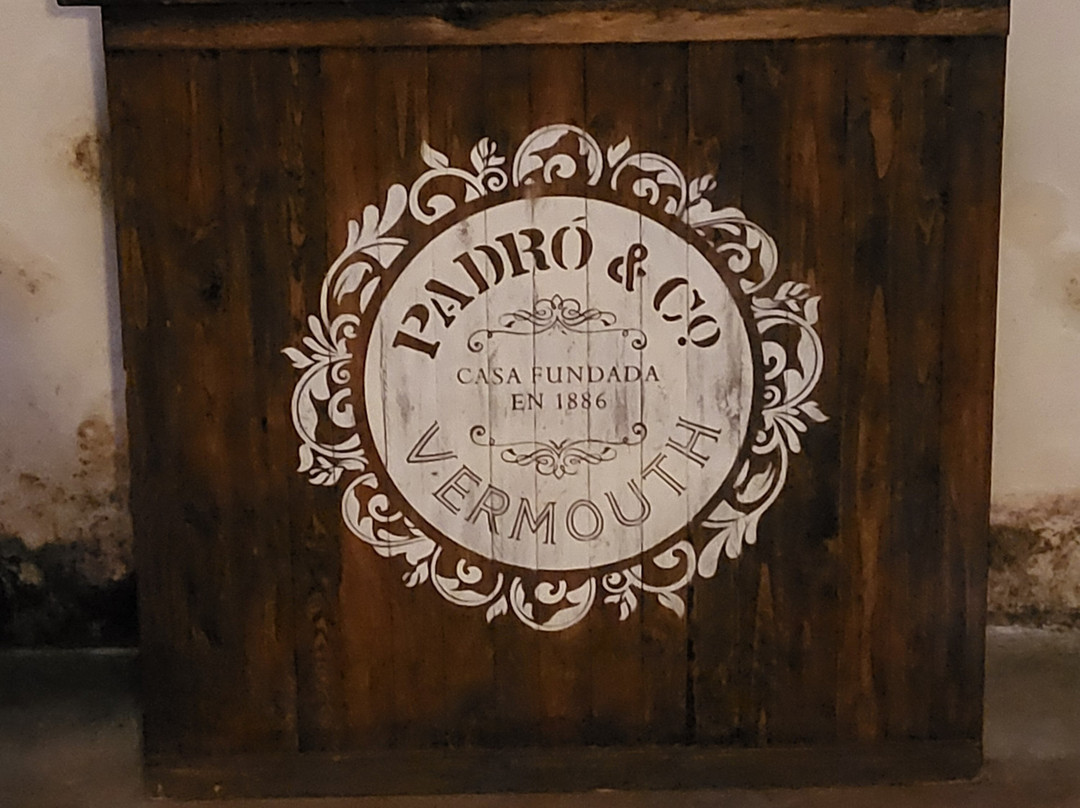 PADRÓ & Cº
CASA FUNDADA
EN 1886
VERMOUTH